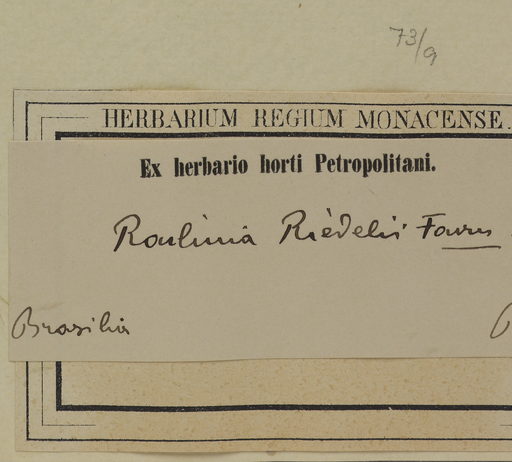 73/9
HERBARIUM REGIUM MONACENSE.
Ex herbario horti Petropolitani.
Roulinia Riedelii Fourn
Brasilia